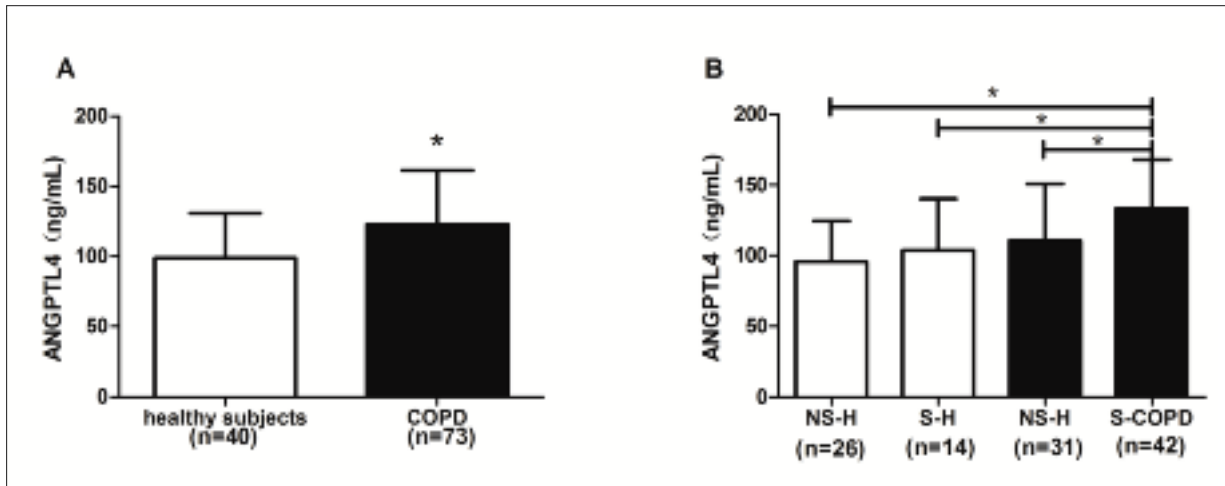 A
ANGPTL4 (ng/mL)
200
*
150
100
50
0
healthy subjects
(n=40)
COPD
(n=73)
B
ANGPTL4 (ng/mL)
200
*
*
*
150
100
50
0
NS-H
S-H
NS-H
S-COPD
(n=26)
(n=14)
(n=31)
(n=42)